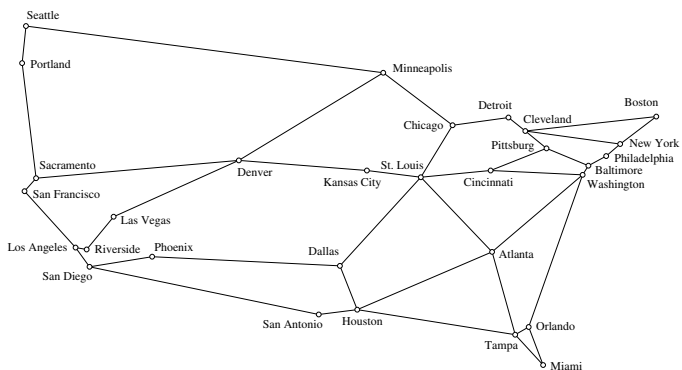 Seattle
Portland
Minneapolis
Boston
Detroit
Cleveland
Chicago
New York
Pittsburg
Philadelphia
Sacramento
St. Louis
Baltimore
Denver
Kansas City
Cincinnati
Washington
San Francisco
Las Vegas
Los Angeles
Riverside
Phoenix
Dallas
Atlanta
San Diego
San Antonio
Houston
Orlando
Tampa
Miami